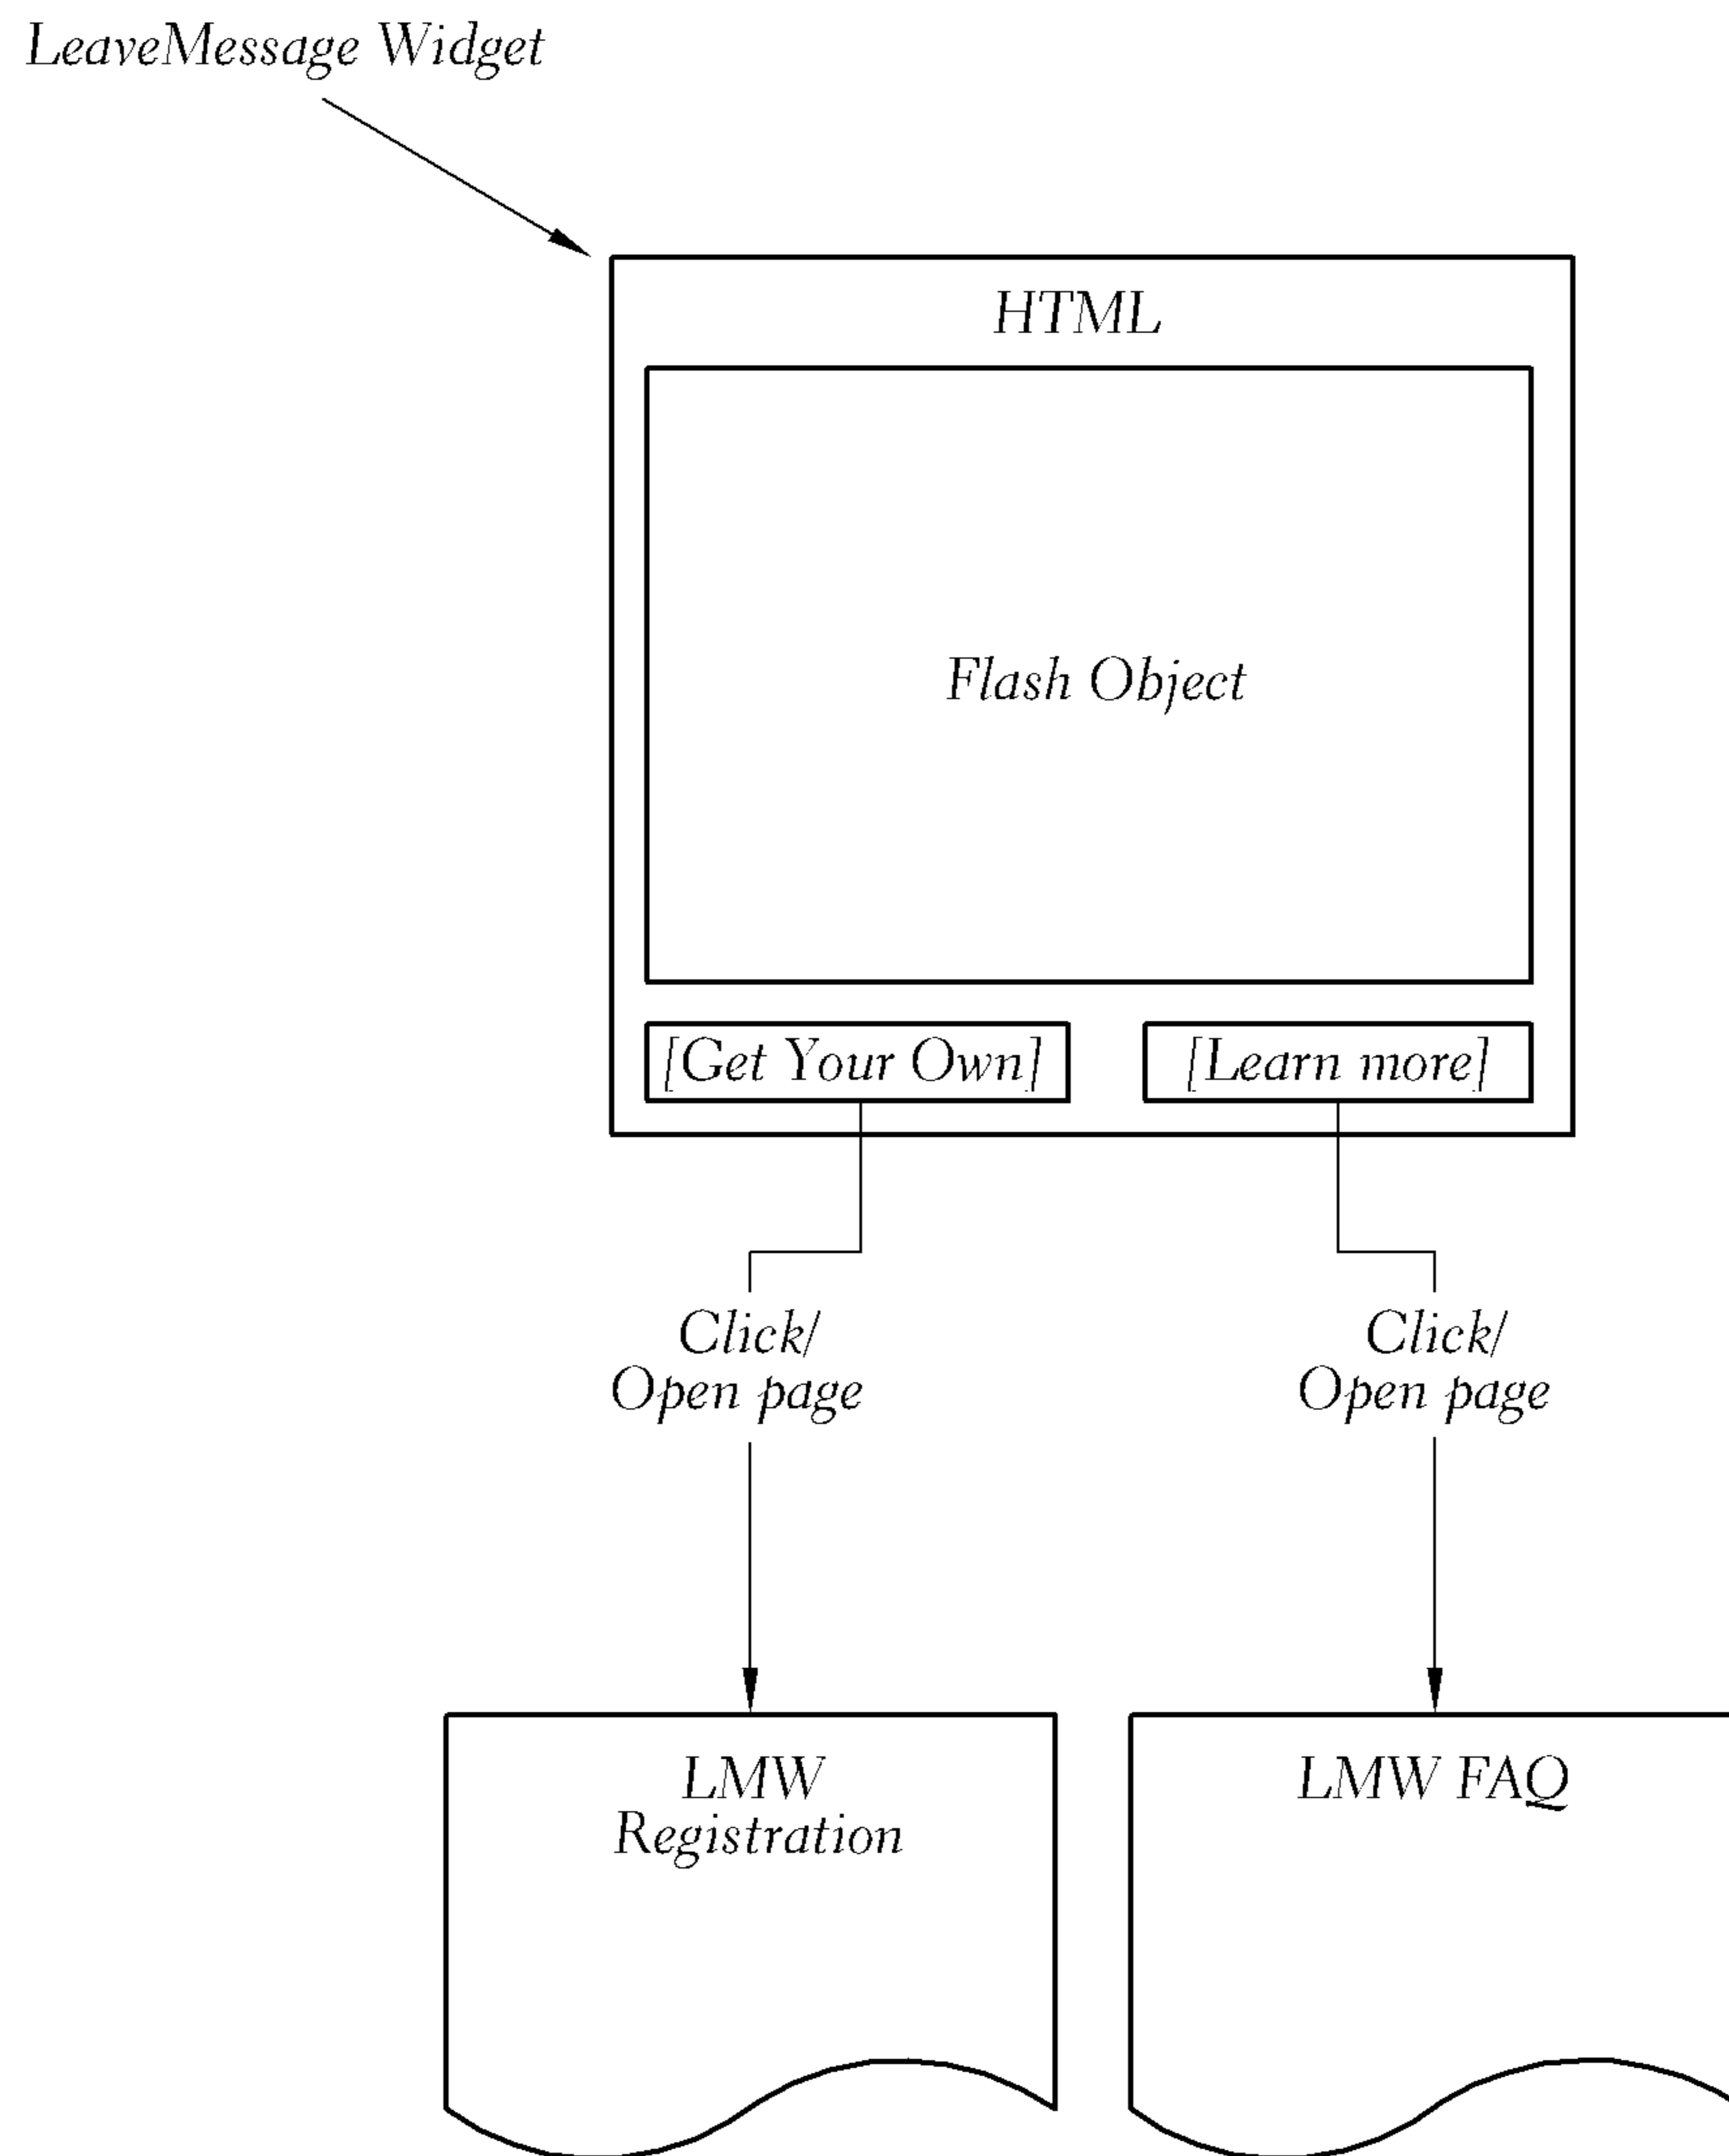 LeaveMessage Widget
HTML
Flash Object
[Get Your Own]
[Learn more]
Click/
Open page
Click/
Open page
LMW
Registration
LMW FAQ